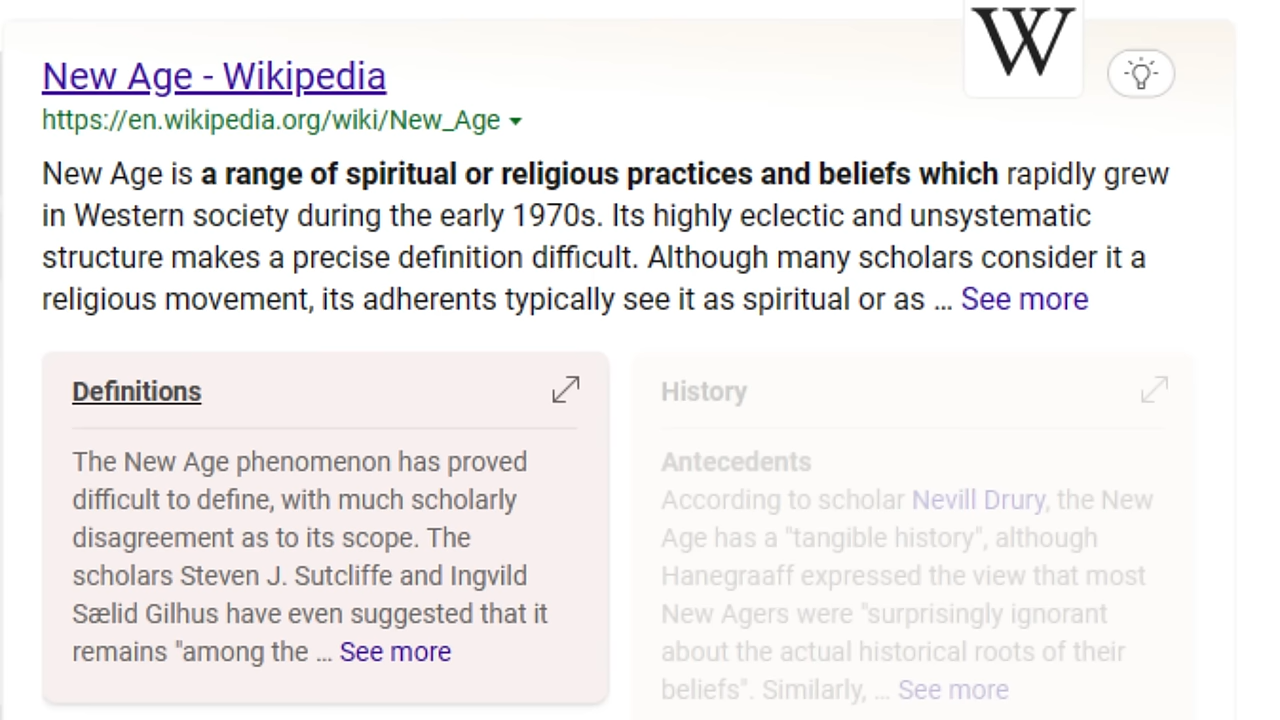 W
New Age - Wikipedia
https://en.wikipedia.org/wiki/New_Age
New Age is a range of spiritual or religious practices and beliefs which rapidly grew
in Western society during the early 1970s. Its highly eclectic and unsystematic
structure makes a precise definition difficult. Although many scholars consider it a
religious movement, its adherents typically see it as spiritual or as ... See more
Definitions
The New Age phenomenon has proved
difficult to define, with much scholarly
disagreement as to its scope. The
scholars Steven J. Sutcliffe and Ingvild
Sælid Gilhus have even suggested that it
remains "among the ... See more
History
Antecedents
According to scholar Nevill Drury, the New
Age has a "tangible history", although
Hanegraaff expressed the view that most
New Agers were "surprisingly ignorant
about the actual historical roots of their
beliefs". Similarly, ... See more